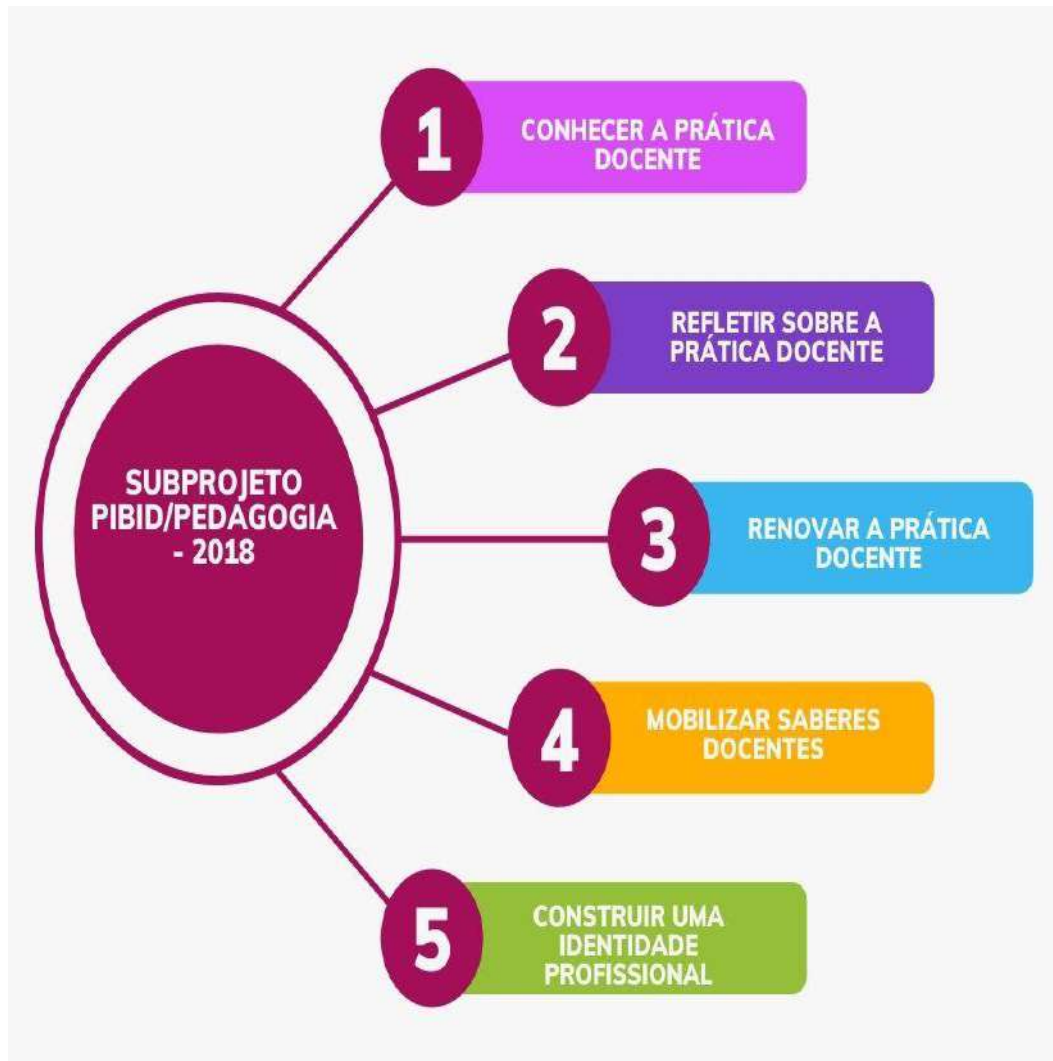 1
CONHECER A PRÁTICA
DOCENTE
2
REFLETIR SOBRE A
PRÁTICA DOCENTE
SUBPROJETO
PIBID/PEDAGOGIA
- 2018
3
RENOVAR A PRÁTICA
DOCENTE
4
MOBILIZAR SABERES
DOCENTES
5
CONSTRUIR UMA
IDENTIDADE
PROFISSIONAL